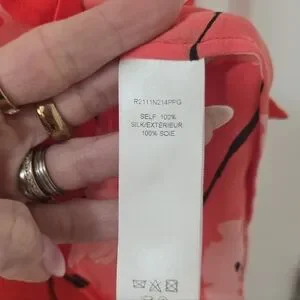 R2111N214PPG
SELF: 100%
SILK/EXTÉRIEUR:
100% SOIE